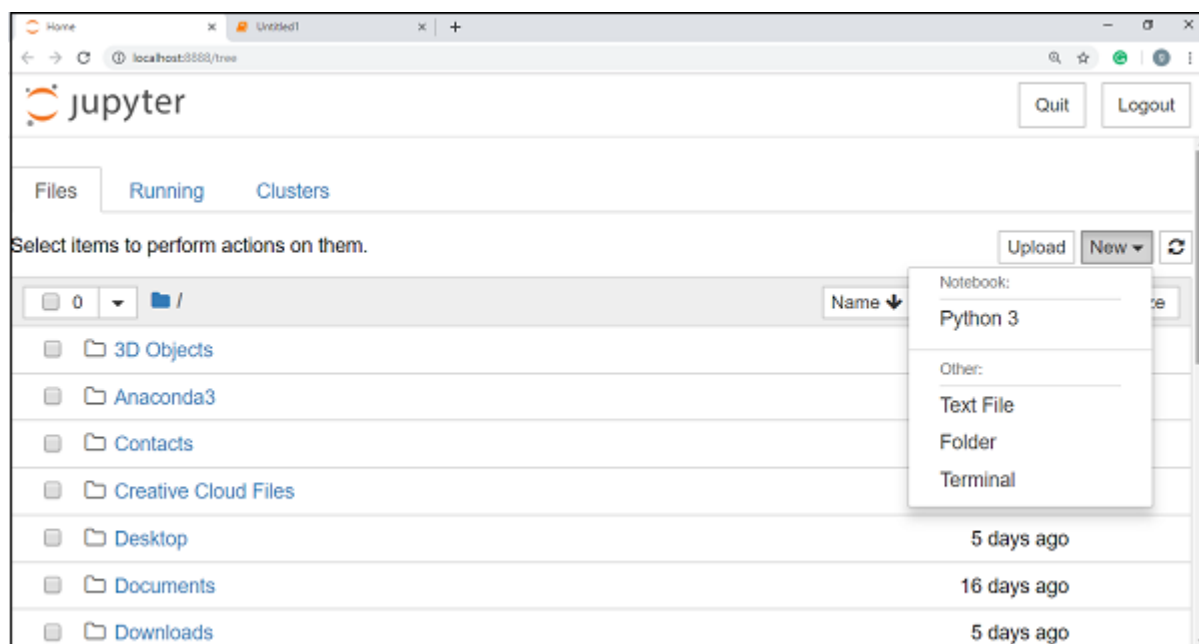 Home Untitled1
localhost:8888/tree
jupyter Quit Logout
Files Running Clusters
Select items to perform actions on them. Upload New
0 / Name ze
Notebook:
Python 3
Other:
Text File
Folder
Terminal
3D Objects
Anaconda3
Contacts
Creative Cloud Files
Desktop 5 days ago
Documents 16 days ago
Downloads 5 days ago